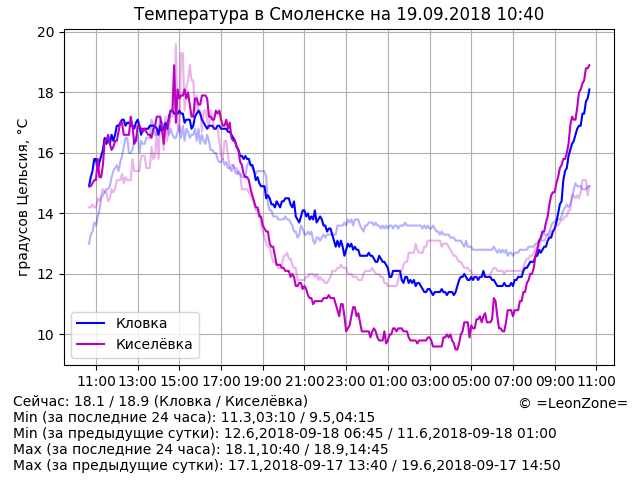 Температура в Смоленске на 19.09.2018 10:40
градусов Цельсия, °C
20
18
16
14
12
10
Кловка
Киселёвка
11:00 13:00 15:00 17:00 19:00 21:00 23:00 01:00 03:00 05:00 07:00 09:00 11:00
Сейчас: 18.1 / 18.9 (Кловка / Киселёвка)
© =LeonZone=
Min (за последние 24 часа): 11.3,03:10 / 9.5,04:15
Min (за предыдущие сутки): 12.6,2018-09-18 06:45 / 11.6,2018-09-18 01:00
Max (за последние 24 часа): 18.1,10:40 / 18.9,14:45
Max (за предыдущие сутки): 17.1,2018-09-17 13:40 / 19.6,2018-09-17 14:50